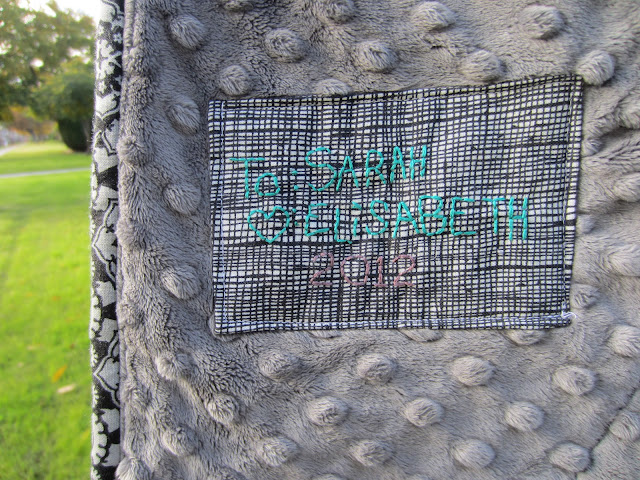 To: SARAH
♡ ELiSABETH
2012